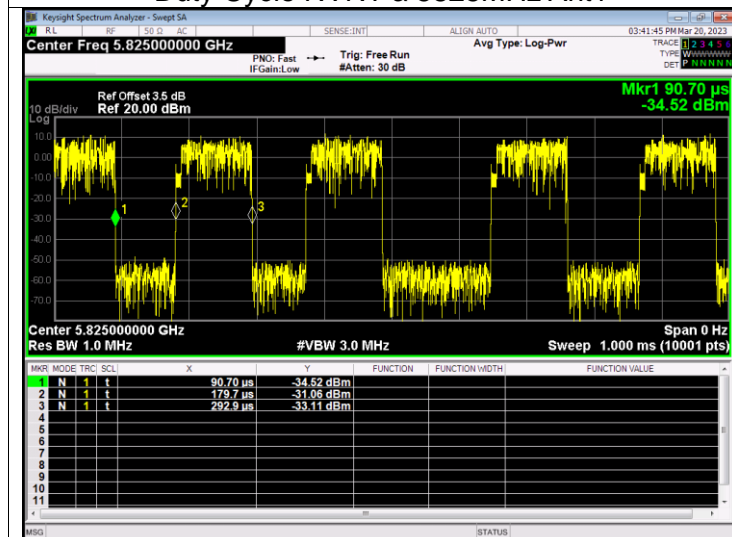 Keysight Spectrum Analyzer - Swept SA
RL RF 50 Ω AC SENSE:INT ALIGN AUTO 03:41:45 PM Mar 20, 2023
Center Freq 5.825000000 GHz
PNO: Fast Trig: Free Run
IFGain:Low #Atten: 30 dB
Avg Type: Log-Pwr
TRACE 1 2 3 4 5 6
TYPE WWWWWW
DET P N N N N N
Mkr1 90.70 µs
-34.52 dBm
Ref Offset 3.5 dB
10 dB/div Ref 20.00 dBm
Log
10.0
0.00
-10.0
-20.0
-30.0
-40.0
-50.0
-60.0
-70.0
1
2
3
Center 5.825000000 GHz Span 0 Hz
Res BW 1.0 MHz #VBW 3.0 MHz Sweep 1.000 ms (10001 pts)
MKR MODE TRC SCL X Y FUNCTION FUNCTION WIDTH FUNCTION VALUE
1 N 1 t 90.70 µs -34.52 dBm
2 N 1 t 179.7 µs -31.06 dBm
3 N 1 t 292.9 µs -33.11 dBm
4
5
6
7
8
9
10
11
MSG STATUS